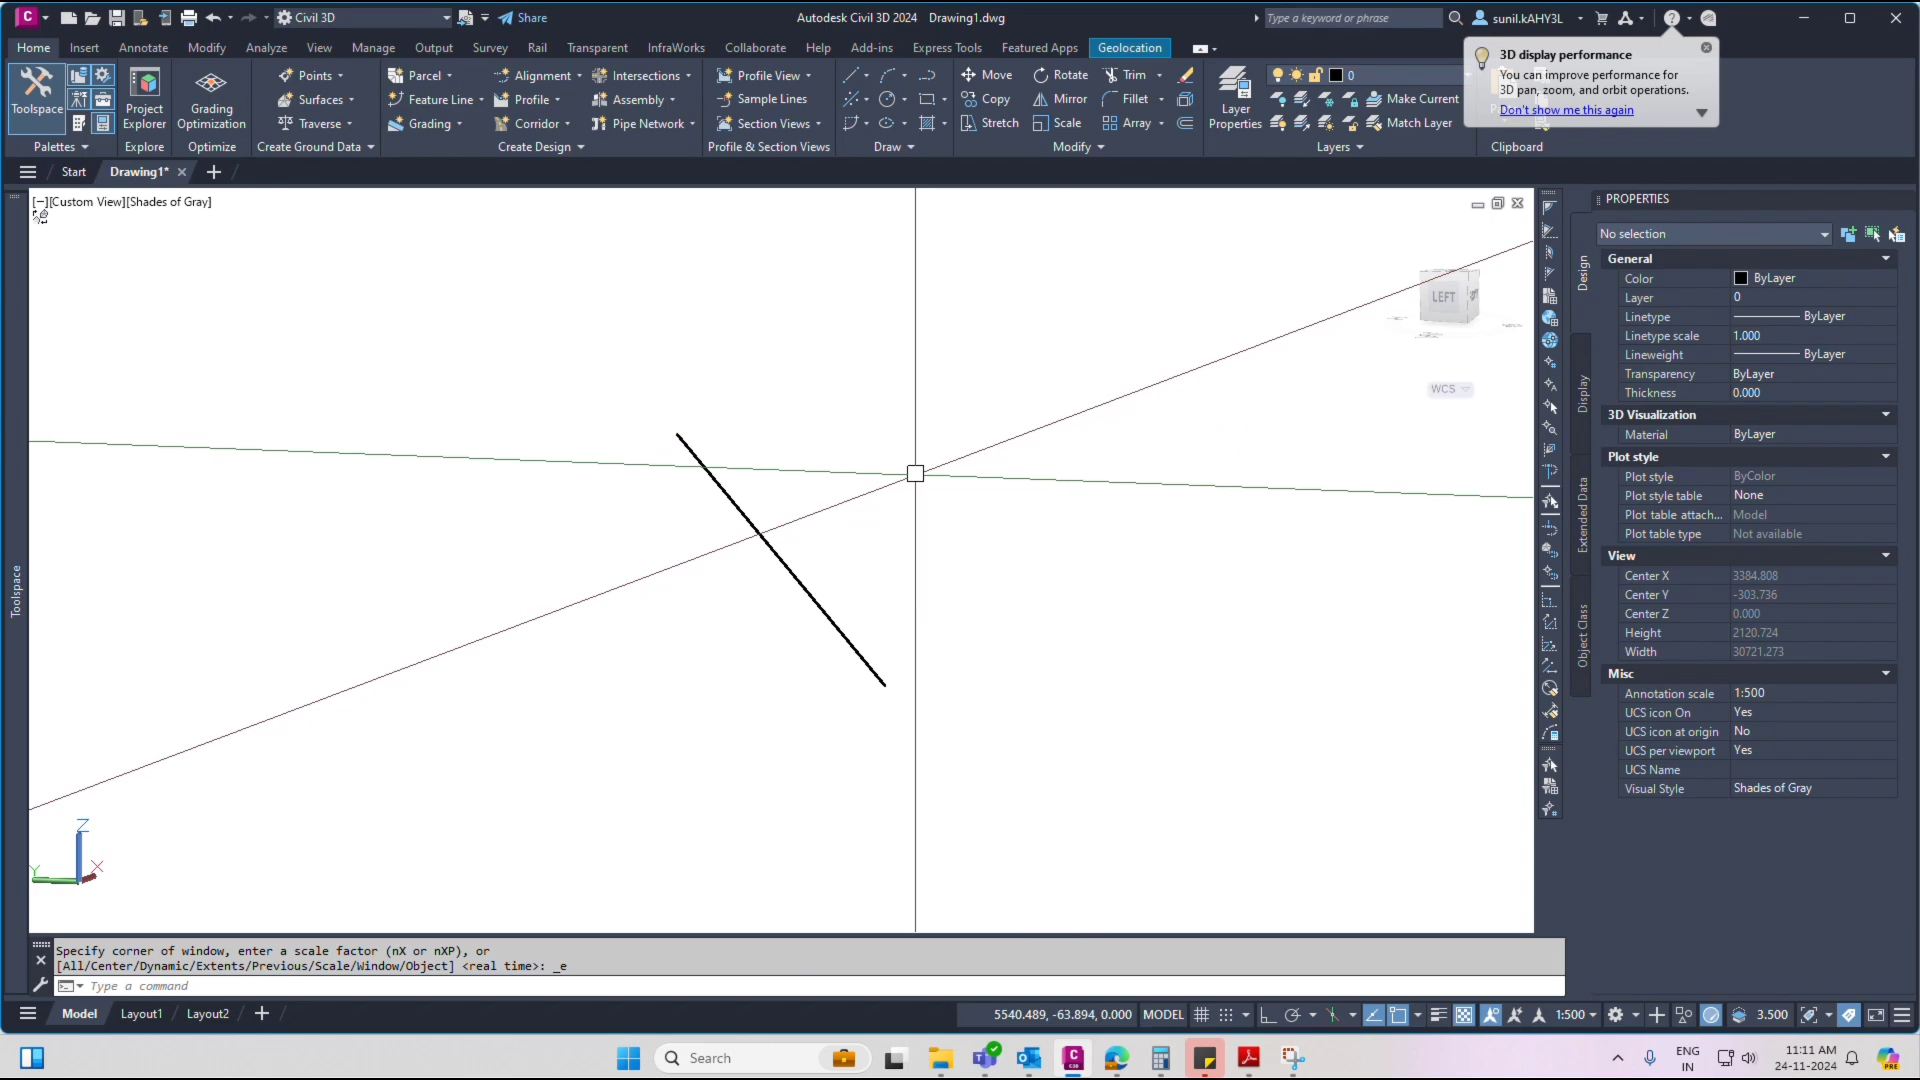 Civil 3D
Share
Autodesk Civil 3D 2024 Drawing1.dwg
Type a keyword or phrase
sunil.kAHY3L
Home Insert Annotate Modify Analyze View Manage Output Survey Rail Transparent InfraWorks Collaborate Help Add-ins Express Tools Featured Apps Geolocation
3D display performance
You can improve performance for
3D pan, zoom, and orbit operations.
Don't show me this again
Toolspace
Palettes
Project
Explorer
Explore
Grading
Optimization
Optimize
Points
Surfaces
Traverse
Create Ground Data
Parcel
Feature Line
Grading
Alignment
Profile
Corridor
Intersections
Assembly
Pipe Network
Create Design
Profile View
Sample Lines
Section Views
Profile & Section Views
Draw
Move
Copy
Stretch
Rotate
Mirror
Scale
Trim
Fillet
Array
Modify
Layer
Properties
0
Make Current
Match Layer
Layers
Clipboard
Start Drawing1*
[−][Custom View][Shades of Gray]
LEFT
WCS
Z
Y
X
Toolspace
PROPERTIES
No selection
Design
Display
Extended Data
Object Class
General
Color ByLayer
Layer 0
Linetype ByLayer
Linetype scale 1.000
Lineweight ByLayer
Transparency ByLayer
Thickness 0.000
3D Visualization
Material ByLayer
Plot style
Plot style ByColor
Plot style table None
Plot table attach... Model
Plot table type Not available
View
Center X 3384.808
Center Y -303.736
Center Z 0.000
Height 2120.724
Width 30721.273
Misc
Annotation scale 1:500
UCS icon On Yes
UCS icon at origin No
UCS per viewport Yes
UCS Name
Visual Style Shades of Gray
Specify corner of window, enter a scale factor (nX or nXP), or
[All/Center/Dynamic/Extents/Previous/Scale/Window/Object] <real time>: _e
Type a command
Model Layout1 Layout2
5540.489, -63.894, 0.000 MODEL 1:500 3.500
Search
ENG
IN
11:11 AM
24-11-2024